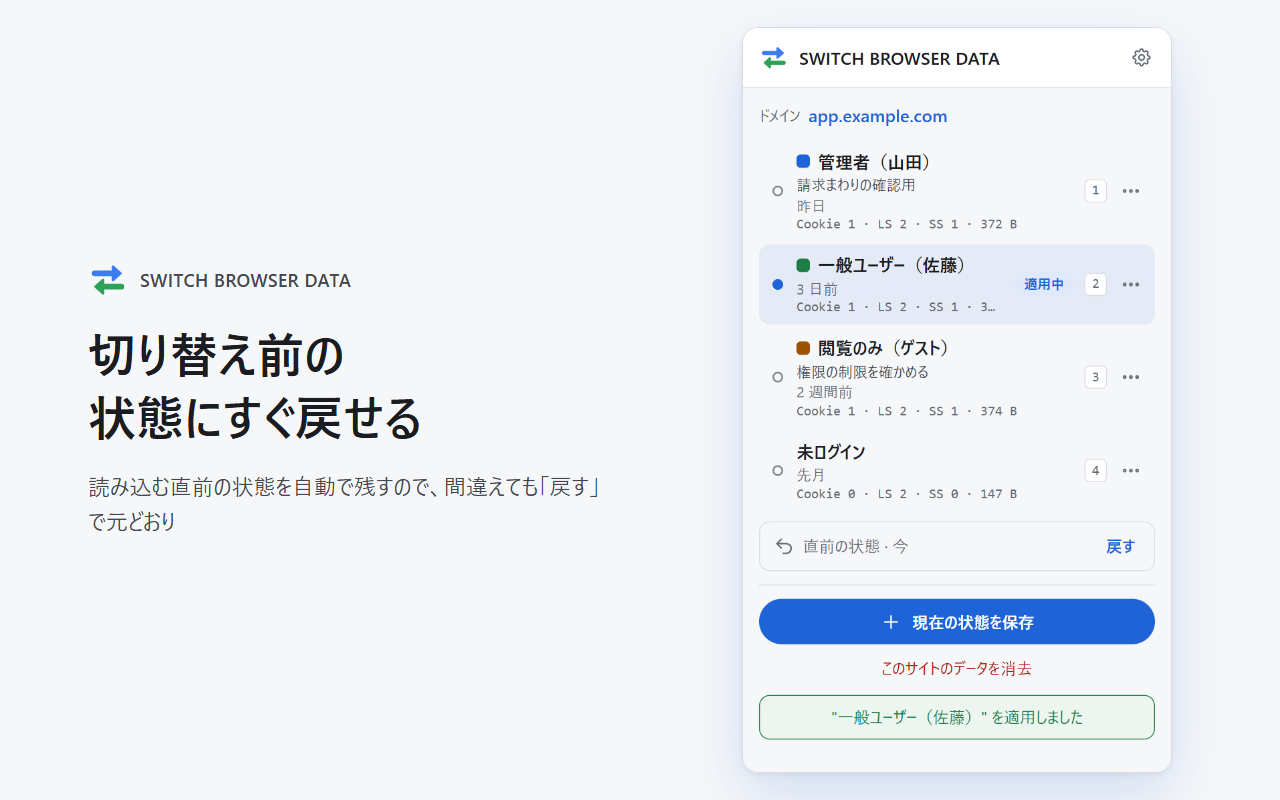 SWITCH BROWSER DATA
切り替え前の
状態にすぐ戻せる
読み込む直前の状態を自動で残すので、間違えても「戻す」
で元どおり
SWITCH BROWSER DATA
ドメイン app.example.com
管理者（山田）
請求まわりの確認用
昨日
Cookie 1 · LS 2 · SS 1 · 372 B
1
一般ユーザー（佐藤）
3 日前
Cookie 1 · LS 2 · SS 1 · 3…
適用中
2
閲覧のみ（ゲスト）
権限の制限を確かめる
2 週間前
Cookie 1 · LS 2 · SS 1 · 374 B
3
未ログイン
先月
Cookie 0 · LS 2 · SS 0 · 147 B
4
直前の状態 · 今
戻す
現在の状態を保存
このサイトのデータを消去
"一般ユーザー（佐藤）" を適用しました